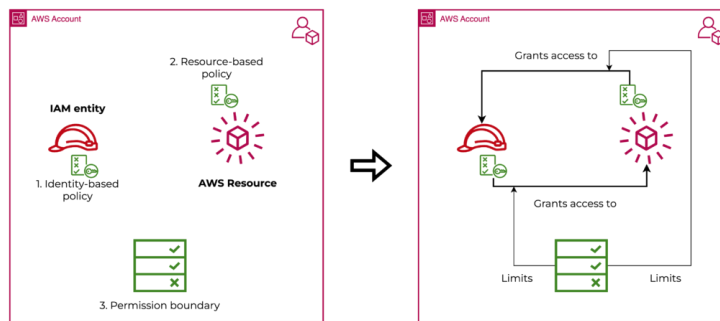 AWS Account
2. Resource-based
policy
IAM entity
1. Identity-based
policy
AWS Resource
3. Permission boundary
AWS Account
Grants access to
Grants access to
Limits
Limits